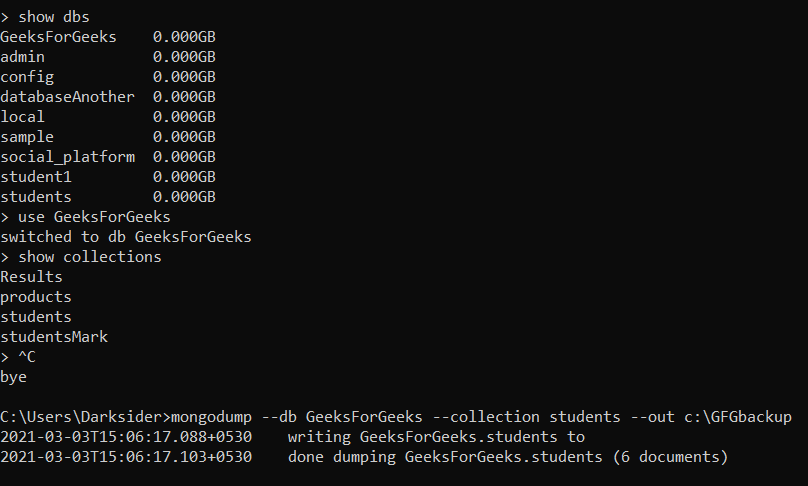 > show dbs
GeeksForGeeks    0.000GB
admin            0.000GB
config           0.000GB
databaseAnother  0.000GB
local            0.000GB
sample           0.000GB
social_platform  0.000GB
student1         0.000GB
students         0.000GB
> use GeeksForGeeks
switched to db GeeksForGeeks
> show collections
Results
products
students
studentsMark
> ^C
bye
C:\Users\Darksider>mongodump --db GeeksForGeeks --collection students --out c:\GFGbackup
2021-03-03T15:06:17.088+0530    writing GeeksForGeeks.students to
2021-03-03T15:06:17.103+0530    done dumping GeeksForGeeks.students (6 documents)